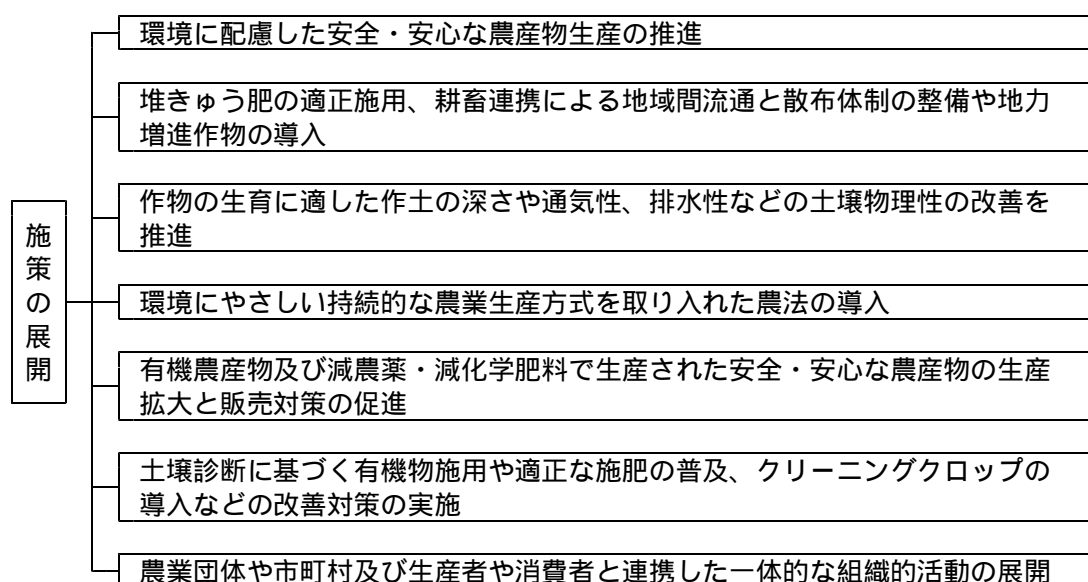 施策の展開
環境に配慮した安全・安心な農産物生産の推進
堆きゅう肥の適正施用、耕畜連携による地域間流通と散布体制の整備や地力
増進作物の導入
作物の生育に適した作土の深さや通気性、排水性などの土壌物理性の改善を
推進
環境にやさしい持続的な農業生産方式を取り入れた農法の導入
有機農産物及び減農薬・減化学肥料で生産された安全・安心な農産物の生産
拡大と販売対策の促進
土壌診断に基づく有機物施用や適正な施肥の普及、クリーニングクロップの
導入などの改善対策の実施
農業団体や市町村及び生産者や消費者と連携した一体的な組織的活動の展開